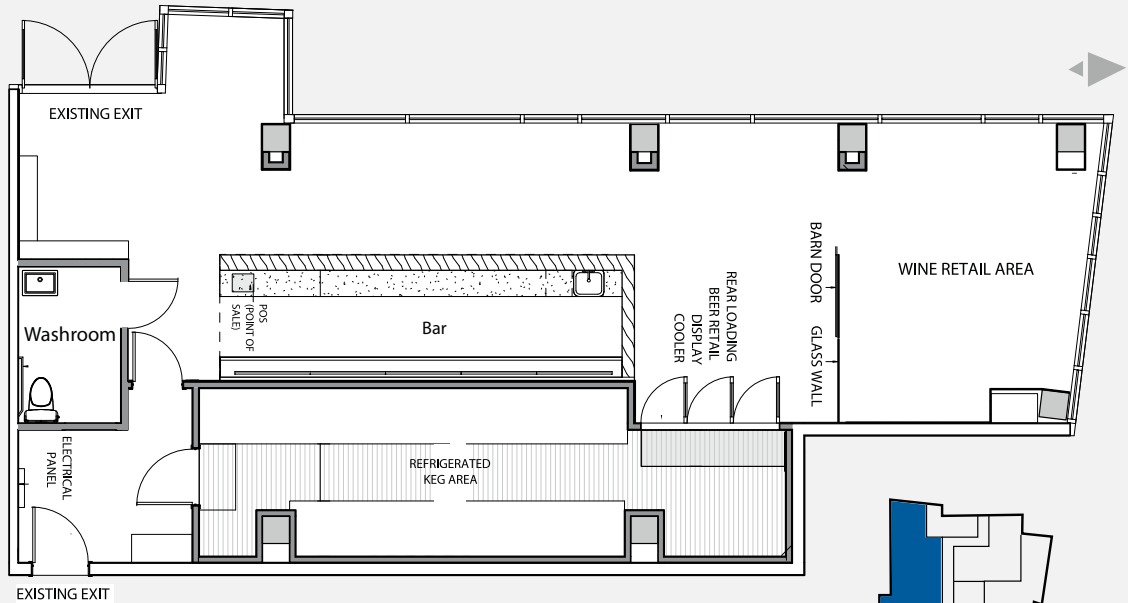 EXISTING EXIT
BARN DOOR
GLASS WALL
WINE RETAIL AREA
REAR LOADING
BEER RETAIL
DISPLAY
COOLER
POS
(POINT OF
SALE)
Bar
Washroom
ELECTRICAL
PANEL
REFRIGERATED
KEG AREA
EXISTING EXIT